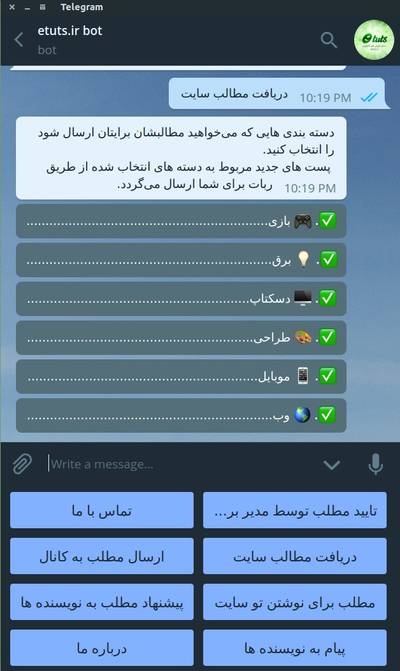 Telegram
etuts.ir bot
bot
etuts
دریافت مطالب سایت
10:19 PM
دسته بندی هایی که می‌خواهید مطالبشان برایتان ارسال شود
را انتخاب کنید.
پست های جدید مربوط به دسته های انتخاب شده از طریق
ربات برای شما ارسال می‌گردد.
10:19 PM
✅. 🎮 بازی............................................................
✅. 💡 برق............................................................
✅. 🖥 دسکتاپ......................................................
✅. 🎨 طراحی.........................................................
✅. 📱 موبایل.........................................................
✅. 🌎 وب............................................................
Write a message...
تایید مطلب توسط مدیر بر...
تماس با ما
دریافت مطالب سایت
ارسال مطلب به کانال
مطلب برای نوشتن تو سایت
پیشنهاد مطلب به نویسنده ها
پیام به نویسنده ها
درباره ما